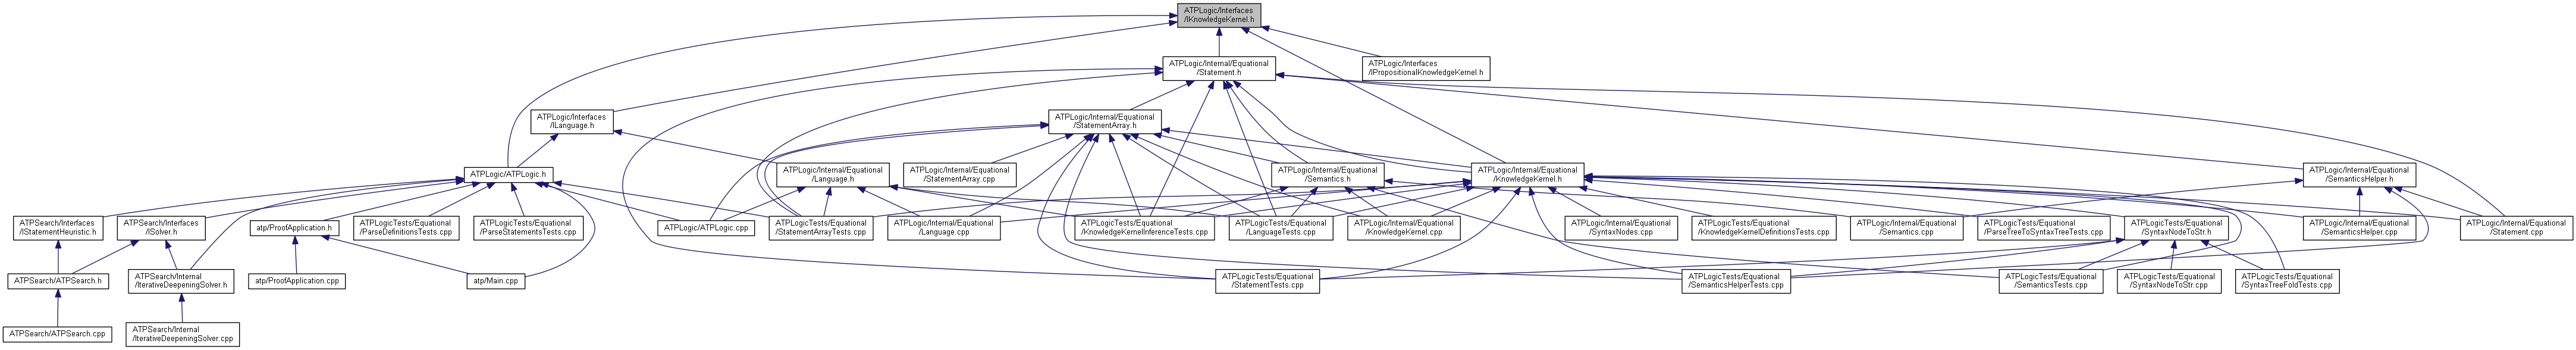 ATPLogic/Interfaces
/IKnowledgeKernel.h
ATPLogic/Internal/Equational
/Statement.h
ATPLogic/Interfaces
/IPropositionalKnowledgeKernel.h
ATPLogic/Interfaces
/ILanguage.h
ATPLogic/Internal/Equational
/StatementArray.h
ATPLogic/ATPLogic.h
ATPLogic/Internal/Equational
/Language.h
ATPLogic/Internal/Equational
/StatementArray.cpp
ATPLogic/Internal/Equational
/Semantics.h
ATPLogic/Internal/Equational
/KnowledgeKernel.h
ATPLogic/Internal/Equational
/SemanticsHelper.h
ATPSearch/Interfaces
/IStatementHeuristic.h
ATPSearch/Interfaces
/ISolver.h
atp/ProofApplication.h
ATPLogicTests/Equational
/ParseDefinitionsTests.cpp
ATPLogicTests/Equational
/ParseStatementsTests.cpp
ATPLogic/ATPLogic.cpp
ATPLogicTests/Equational
/StatementArrayTests.cpp
ATPLogic/Internal/Equational
/Language.cpp
ATPLogicTests/Equational
/KnowledgeKernelInferenceTests.cpp
ATPLogicTests/Equational
/LanguageTests.cpp
ATPLogic/Internal/Equational
/KnowledgeKernel.cpp
ATPLogic/Internal/Equational
/SyntaxNodes.cpp
ATPLogicTests/Equational
/KnowledgeKernelDefinitionsTests.cpp
ATPLogic/Internal/Equational
/Semantics.cpp
ATPLogicTests/Equational
/ParseTreeToSyntaxTreeTests.cpp
ATPLogicTests/Equational
/SyntaxNodeToStr.h
ATPLogic/Internal/Equational
/SemanticsHelper.cpp
ATPLogic/Internal/Equational
/Statement.cpp
ATPSearch/ATPSearch.h
ATPSearch/Internal
/IterativeDeepeningSolver.h
atp/ProofApplication.cpp
atp/Main.cpp
ATPLogicTests/Equational
/StatementTests.cpp
ATPLogicTests/Equational
/SemanticsHelperTests.cpp
ATPLogicTests/Equational
/SemanticsTests.cpp
ATPLogicTests/Equational
/SyntaxNodeToStr.cpp
ATPLogicTests/Equational
/SyntaxTreeFoldTests.cpp
ATPSearch/ATPSearch.cpp
ATPSearch/Internal
/IterativeDeepeningSolver.cpp